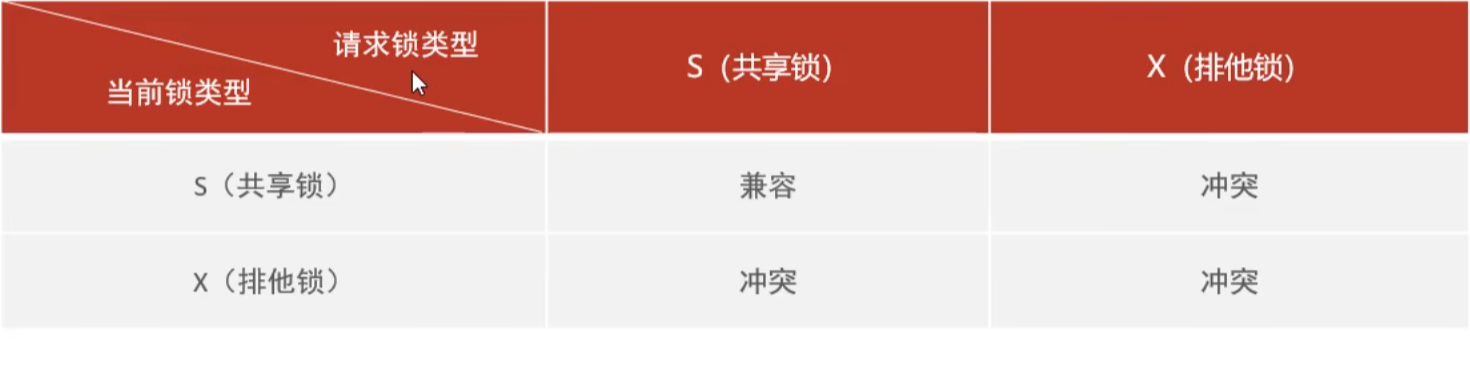 请求锁类型
当前锁类型
S（共享锁）
X（排他锁）
S（共享锁）
兼容
冲突
X（排他锁）
冲突
冲突